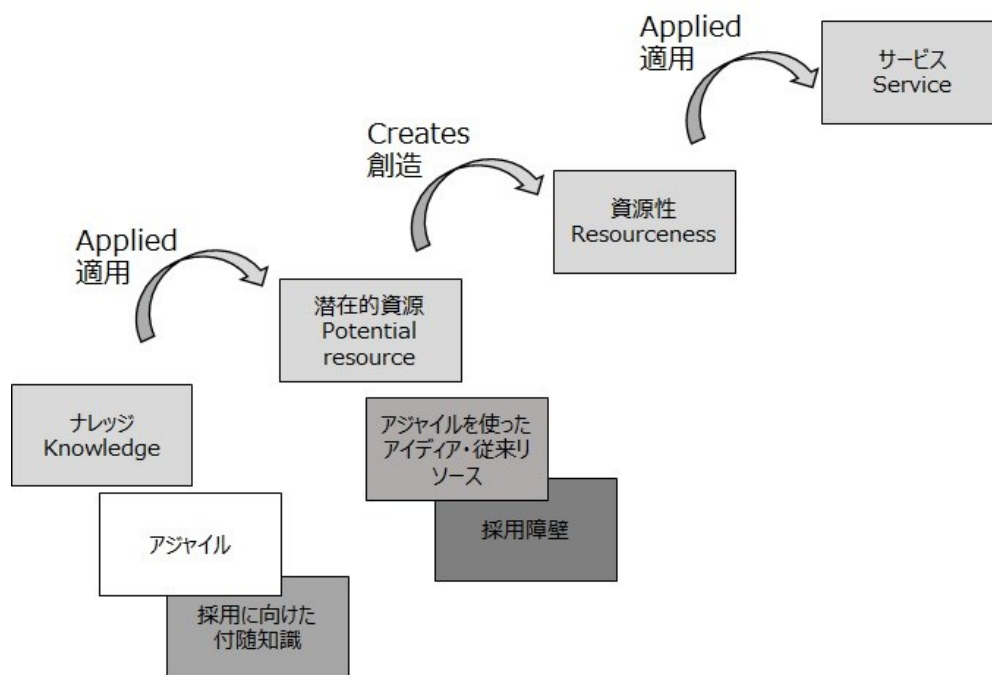 Applied
適用
サービス
Service
Creates
創造
資源性
Resourceness
Applied
適用
潜在的資源
Potential
resource
ナレッジ
Knowledge
アジャイルを使った
アイディア・従来リ
ソース
採用障壁
アジャイル
採用に向けた
付随知識